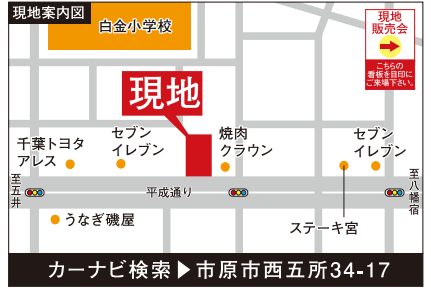 現地案内図
白金小学校
現地
販売会
こちらの
看板を目印に
ご来場下さい。
現地
千葉トヨタ
アレス
セブン
イレブン
焼肉
クラウン
セブン
イレブン
至五井
平成通り
至八幡宿
うなぎ磯屋
ステーキ宮
カーナビ検索▶市原市西五所34-17